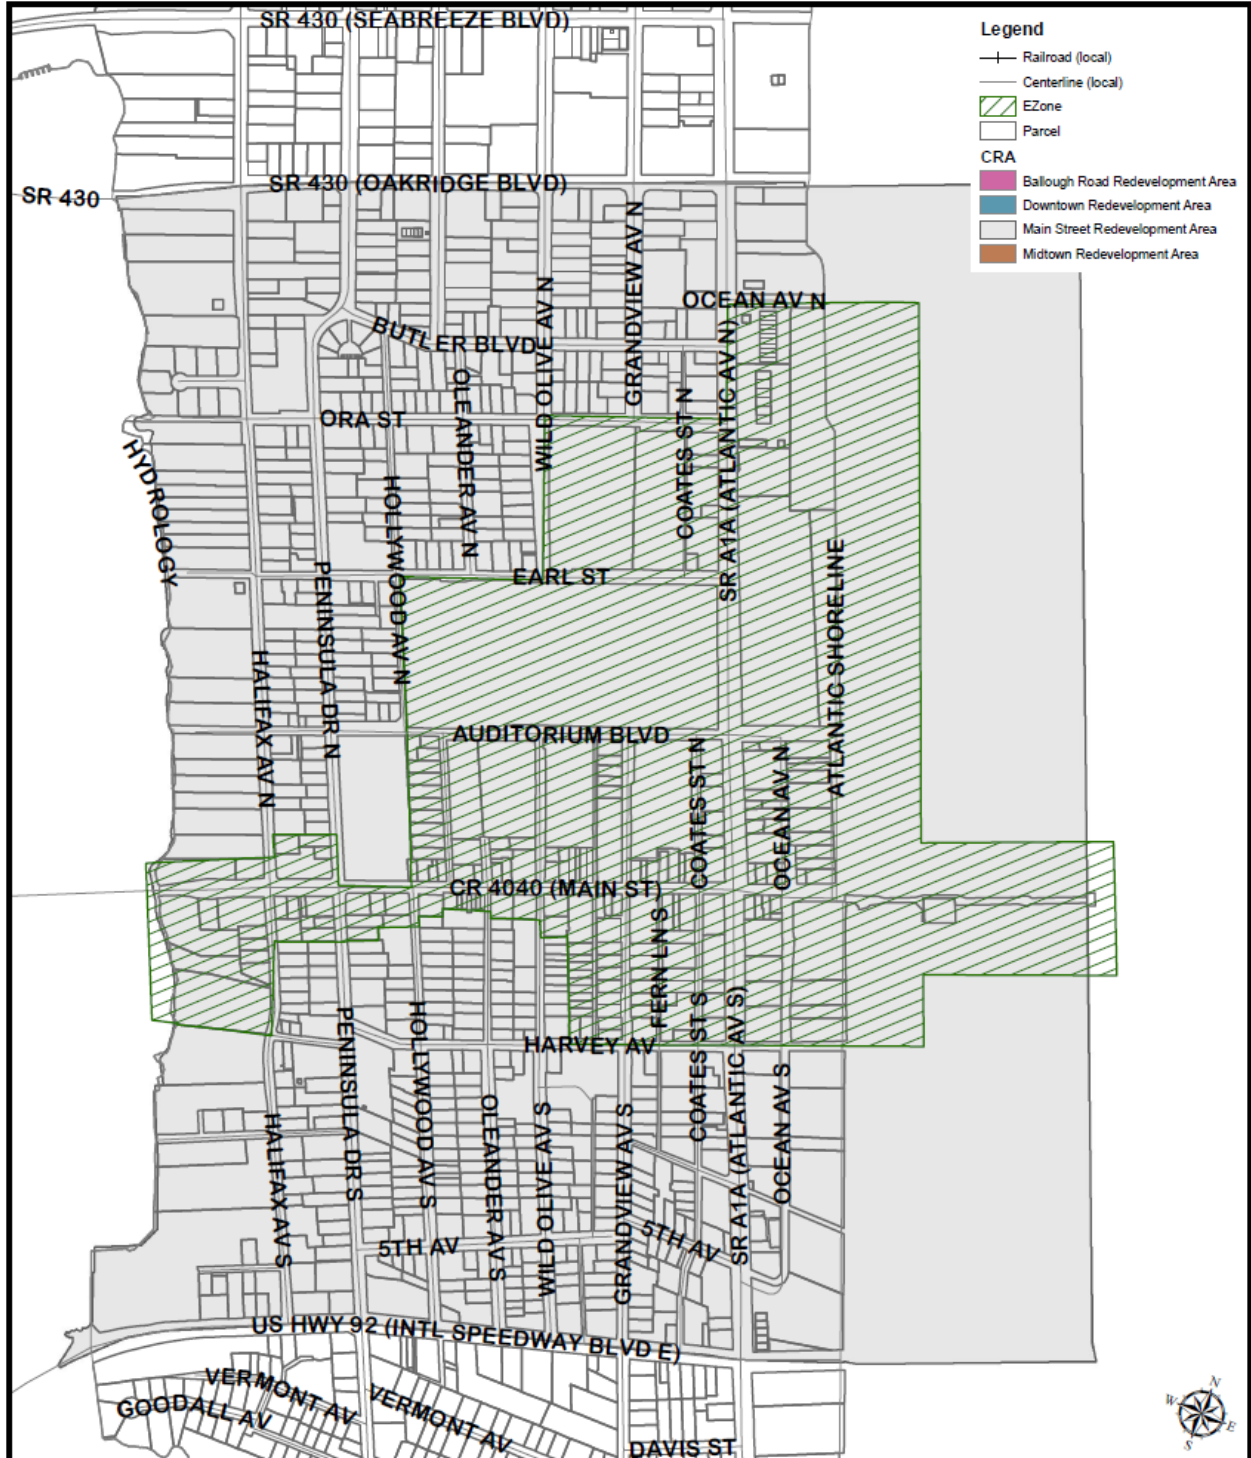 SR 430 (SEABREEZE BLVD)
Legend
Railroad (local)
Centerline (local)
EZone
Parcel
CRA
Ballough Road Redevelopment Area
Downtown Redevelopment Area
Main Street Redevelopment Area
Midtown Redevelopment Area
SR 430
SR 430 (OAKRIDGE BLVD)
GRANDVIEW AV N
WILD OLIVE AV N
OCEAN AV N
BUTLER BLVD
SR A1A (ATLANTIC AV N)
OLEANDER AV N
COATES ST N
ORA ST
HYDROLOGY
HOLLYWOOD AV N
ATLANTIC SHORELINE
PENINSULA DR N
EARL ST
HALIFAX AV N
AUDITORIUM BLVD
COATES ST N
OCEAN AV N
CR 4040 (MAIN ST)
FERN LN S
PENINSULA DR S
HOLLYWOOD AV S
COATES ST S
SR A1A (ATLANTIC AV S)
HARVEY AV
OCEAN AV S
HALIFAX AV S
OLEANDER AV S
WILD OLIVE AV S
GRANDVIEW AV S
5TH AV
5TH AV
US HWY 92 (INTL SPEEDWAY BLVD E)
VERMONT AV
VERMONT AV
GOODALL AV
DAVIS ST
N
W
E
S